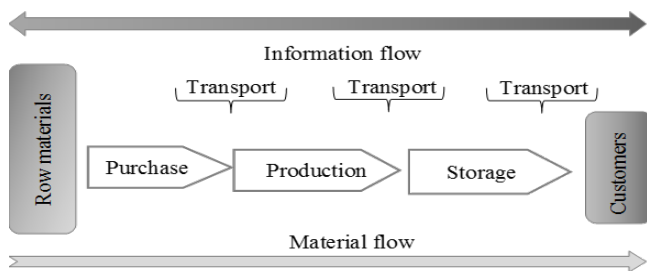 Information flow
Transport
Transport
Transport
Row materials
Purchase
Production
Storage
Customers
Material flow